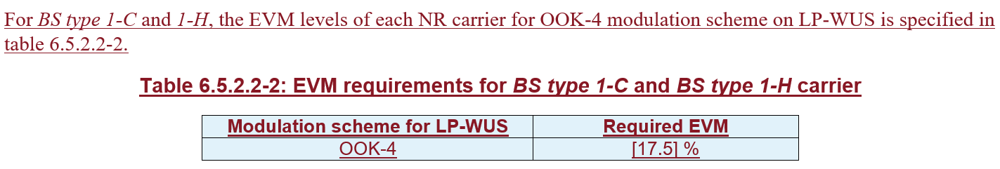 For BS type 1-C and 1-H, the EVM levels of each NR carrier for OOK-4 modulation scheme on LP-WUS is specified in
table 6.5.2.2-2.
Table 6.5.2.2-2: EVM requirements for BS type 1-C and BS type 1-H carrier
Modulation scheme for LP-WUS Required EVM
OOK-4 [17.5] %